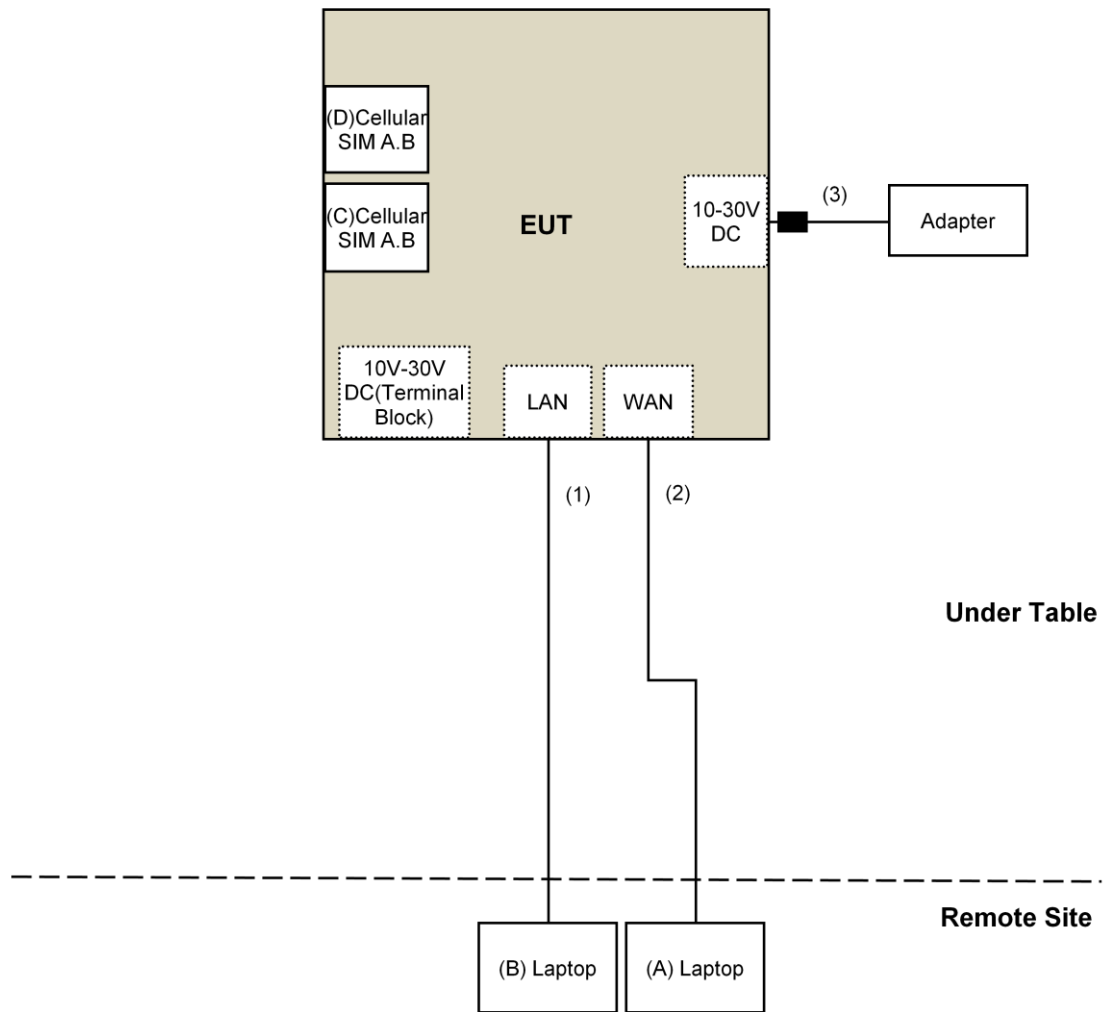 (D)Cellular
SIM A.B
(C)Cellular
SIM A.B
EUT
10-30V
DC
(3)
Adapter
10V-30V
DC(Terminal
Block)
LAN
WAN
(1)
(2)
Under Table
Remote Site
(B) Laptop
(A) Laptop